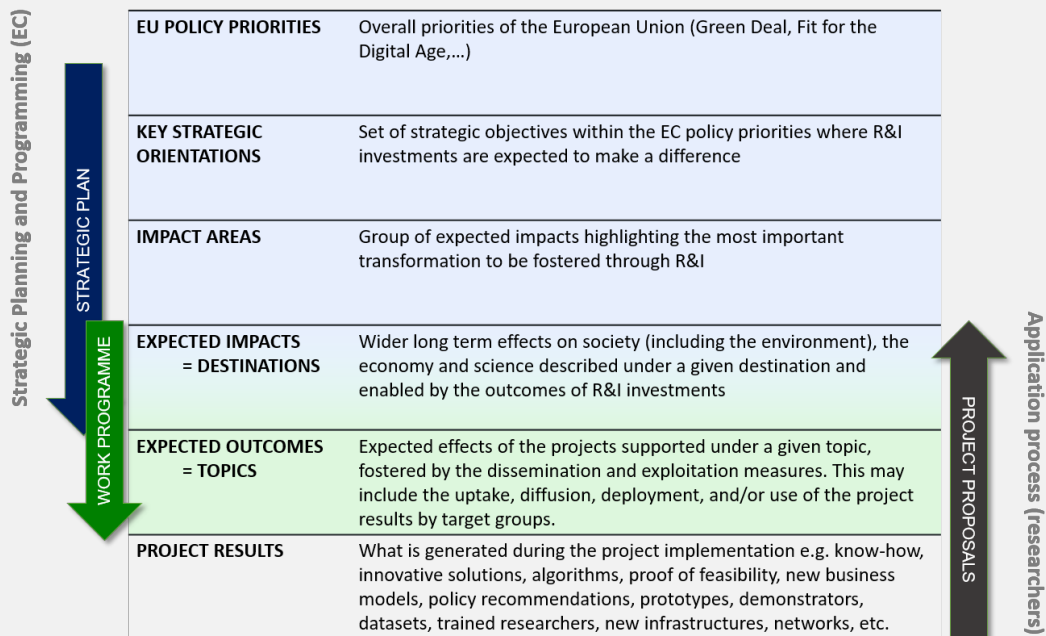 Strategic Planning and Programming (EC)
STRATEGIC PLAN
WORK PROGRAMME
EU POLICY PRIORITIES
Overall priorities of the European Union (Green Deal, Fit for the
Digital Age,...)
KEY STRATEGIC
ORIENTATIONS
Set of strategic objectives within the EC policy priorities where R&I
investments are expected to make a difference
IMPACT AREAS
Group of expected impacts highlighting the most important
transformation to be fostered through R&I
EXPECTED IMPACTS
= DESTINATIONS
Wider long term effects on society (including the environment), the
economy and science described under a given destination and
enabled by the outcomes of R&I investments
EXPECTED OUTCOMES
= TOPICS
Expected effects of the projects supported under a given topic,
fostered by the dissemination and exploitation measures. This may
include the uptake, diffusion, deployment, and/or use of the project
results by target groups.
PROJECT RESULTS
What is generated during the project implementation e.g. know-how,
innovative solutions, algorithms, proof of feasibility, new business
models, policy recommendations, prototypes, demonstrators,
datasets, trained researchers, new infrastructures, networks, etc.
PROJECT PROPOSALS
Application process (researchers)